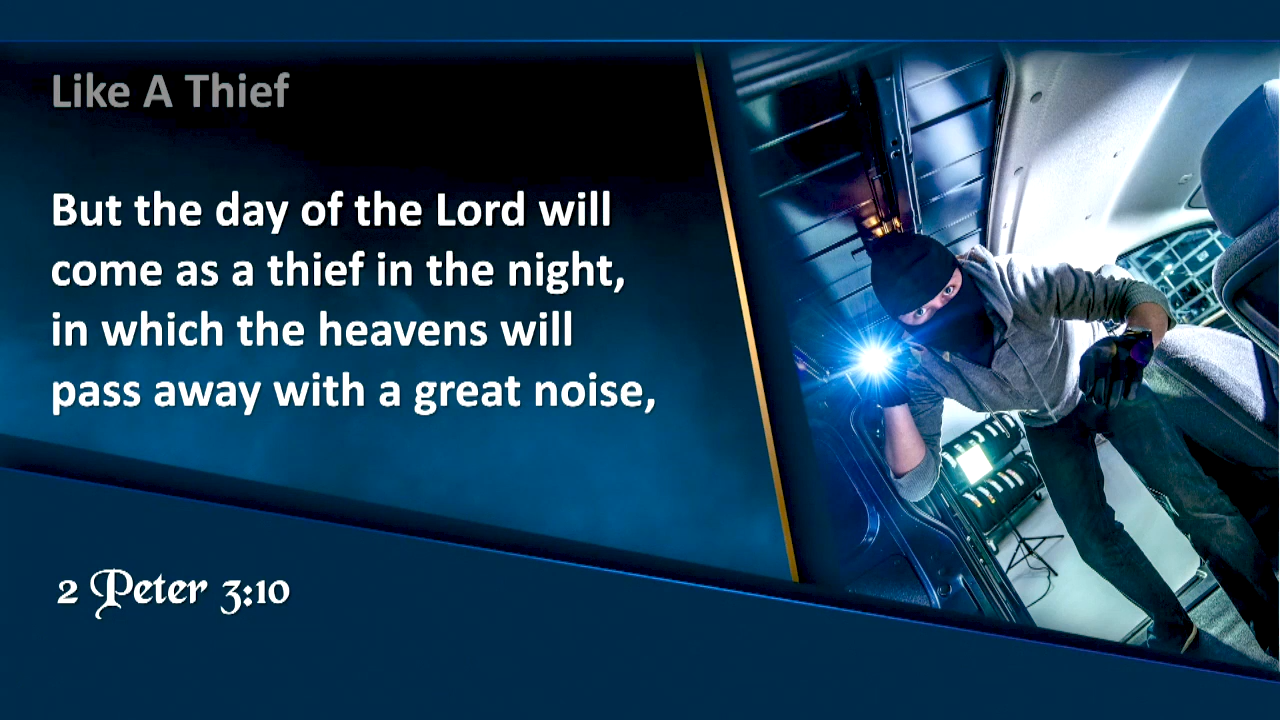 Like A Thief
But the day of the Lord will
come as a thief in the night,
in which the heavens will
pass away with a great noise,
2 Peter 3:10